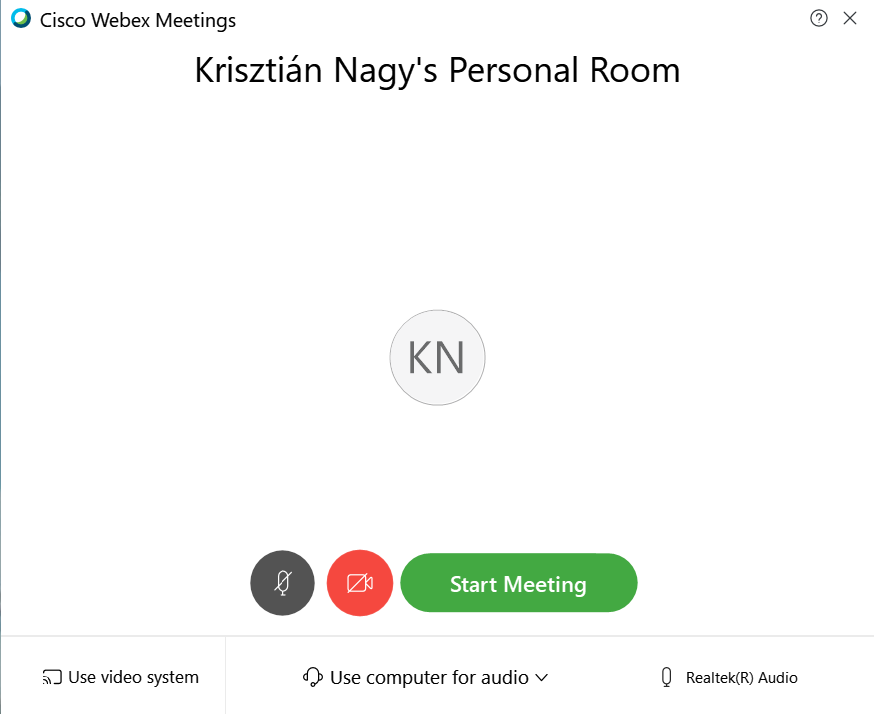 Cisco Webex Meetings
Krisztián Nagy's Personal Room
KN
Start Meeting
Use video system
Use computer for audio
Realtek(R) Audio